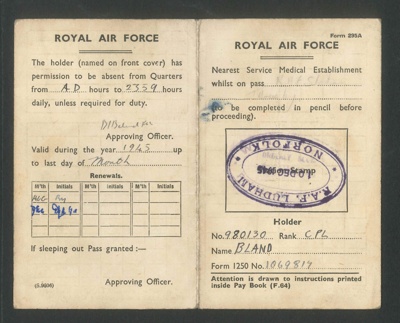 ROYAL AIR FORCE
The holder (named on front cover) has
permission to be absent from Quarters
from A.D. hours to 2359 hours
daily, unless required for duty.
Approving Officer.
Valid during the year 1945 up
to last day of Month
Renewals.
M'th Initials M'th Initials M'th Initials
AUG
If sleeping out Pass granted :—
Approving Officer.
Form 295A
ROYAL AIR FORCE
Nearest Service Medical Establishment
whilst on pass
(to be completed in pencil before
proceeding).
R.A.F. LUDHAM
NORFOLK
Stamp
Holder
No. 980130 Rank CPL
Name BLAND
Form 1250 No. 1069817
Attention is drawn to instructions printed
inside Pay Book (F.64)